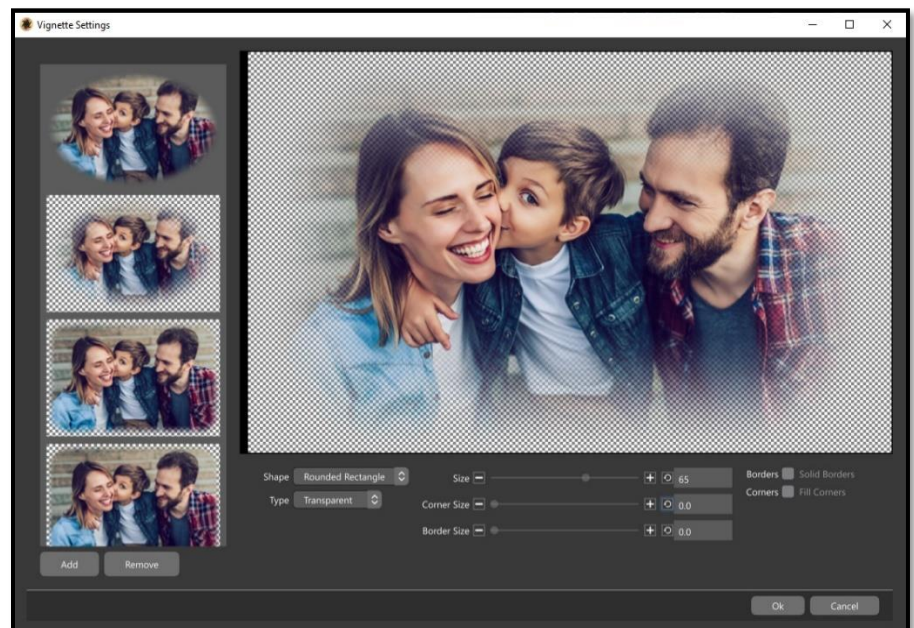 Vignette Settings
Shape Rounded Rectangle Size 65 Borders Solid Borders
Type Transparent Corner Size 0.0 Corners Fill Corners
Border Size 0.0
Add Remove
Ok Cancel